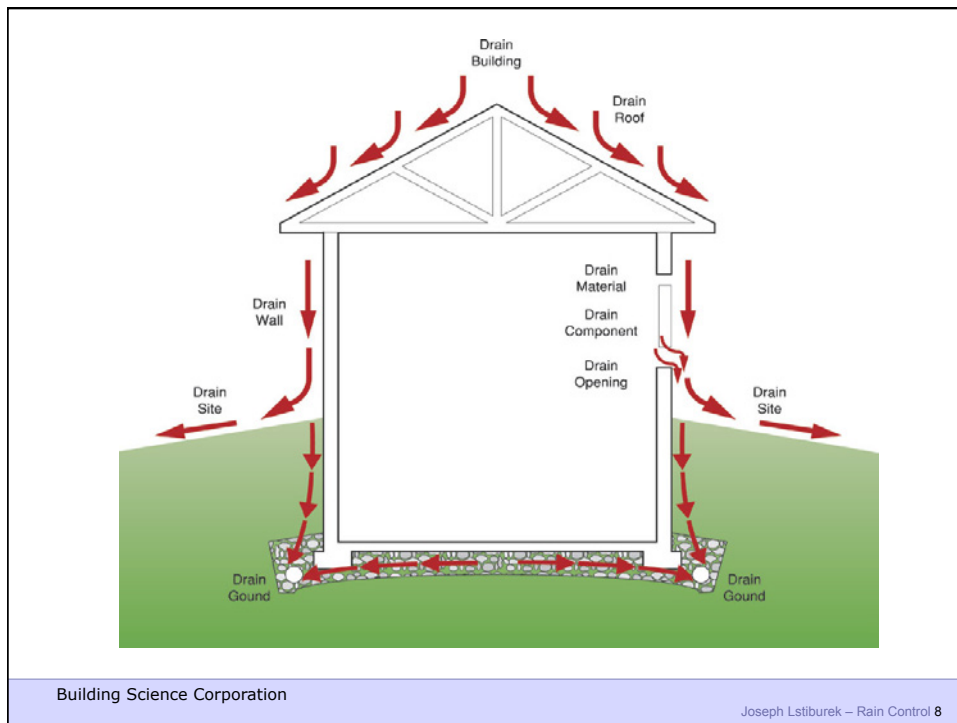 Drain
Building
Drain
Roof
Drain
Material
Drain
Wall
Drain
Component
Drain
Opening
Drain
Site
Drain
Site
Drain
Gound
Drain
Gound
Building Science Corporation
Joseph Lstiburek – Rain Control 8